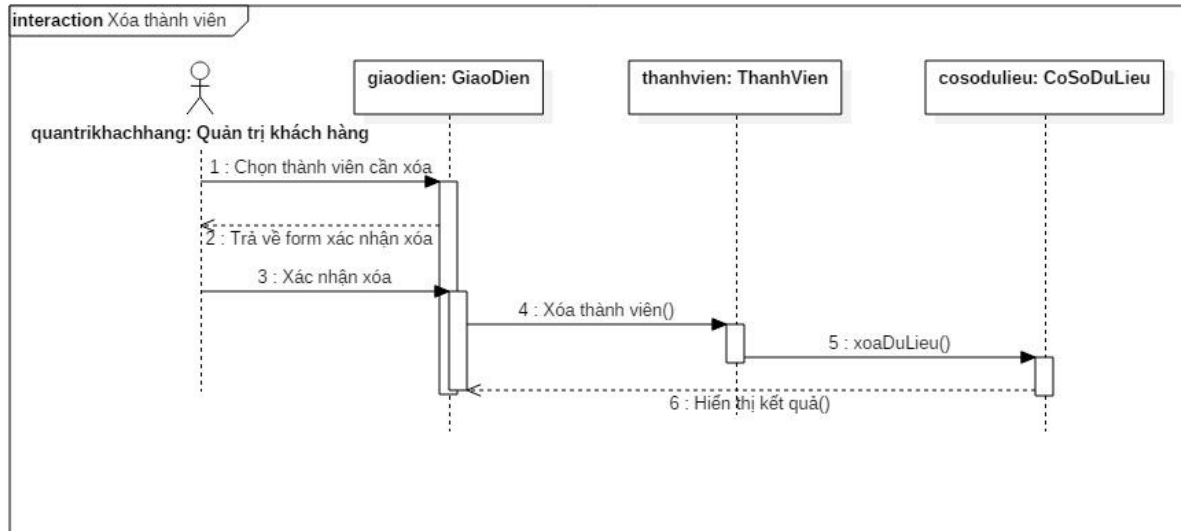 interaction Xóa thành viên
giaodien: GiaoDien
thanhvien: ThanhVien
cosodulieu: CoSoDuLieu
quantrikhachhang: Quản trị khách hàng
1 : Chọn thành viên cần xóa
2 : Trả về form xác nhận xóa
3 : Xác nhận xóa
4 : Xóa thành viên()
5 : xoaDuLieu()
6 : Hiển thị kết quả()